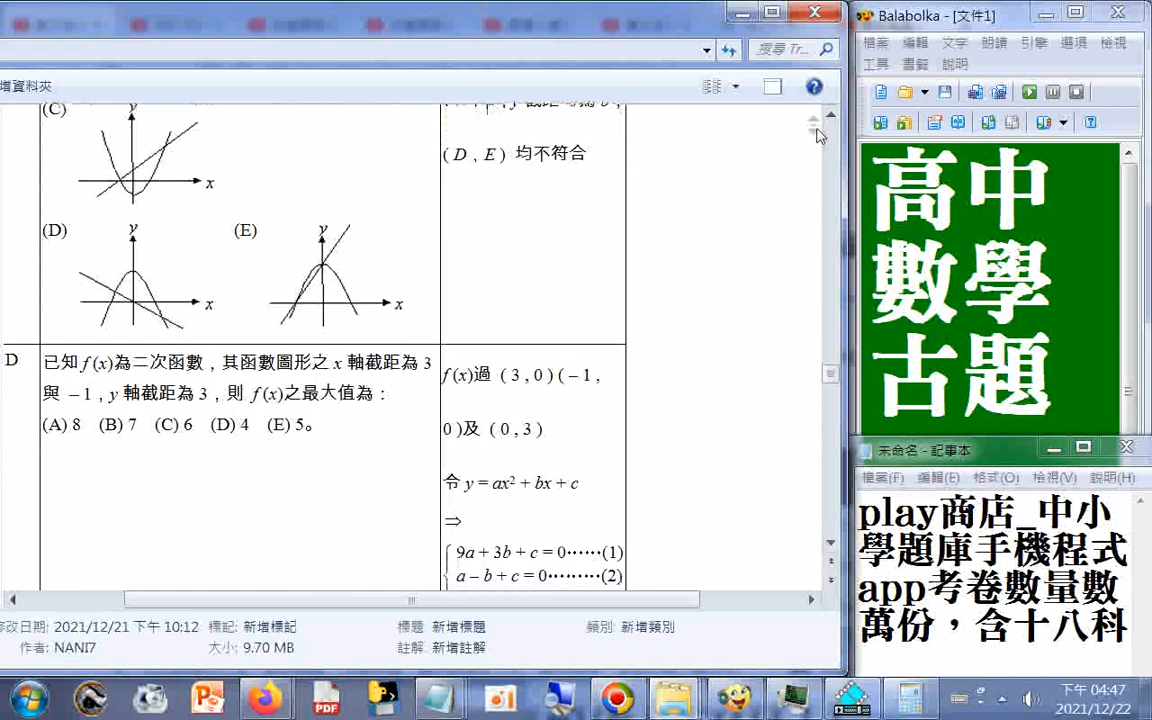 Balabolka - [文件1]
搜尋 Tr...
檔案 編輯 文字 朗讀 引擎 選項 檢視
工具 書籤 說明
增資料夾
(C)
y
x
( D , E ) 均不符合
(D)
y
x
(E)
y
x
D
已知 f (x)為二次函數，其函數圖形之 x 軸截距為 3
與 – 1 , y 軸截距為 3，則 f (x)之最大值為：
(A) 8 (B) 7 (C) 6 (D) 4 (E) 5。
f (x)過 ( 3 , 0 ) ( – 1 ,
0 )及 ( 0 , 3 )
令 y = ax² + bx + c
⇒
9a + 3b + c = 0⋯⋯(1)
a – b + c = 0⋯⋯⋯(2)
高中
數學
古題
未命名 - 記事本
檔案(F) 編輯(E) 格式(O) 檢視(V) 說明(H)
play商店_中小
學題庫手機程式
app考卷數量數
萬份，含十八科
修改日期: 2021/12/21 下午 10:12 標記: 新增標記 標題: 新增標題 類別: 新增類別
作者: NANI7 大小: 9.70 MB 註解: 新增註解
PDF
下午 04:47
2021/12/22